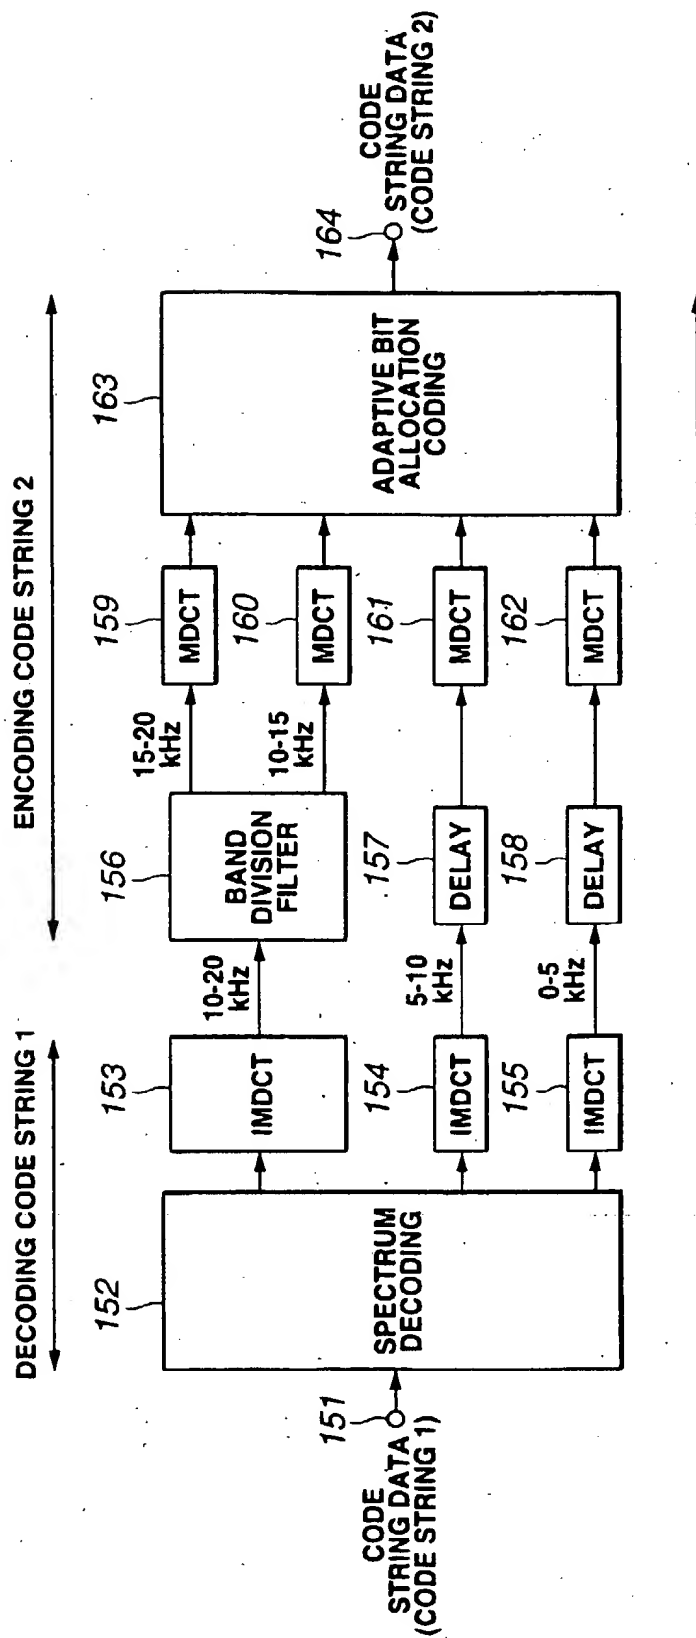 DECODING CODE STRING 1
ENCODING CODE STRING 2
CODE
STRING DATA
(CODE STRING 1)
151
152
SPECTRUM
DECODING
153
IMDCT
154
IMDCT
155
IMDCT
10-20
kHz
5-10
kHz
0-5
kHz
156
BAND
DIVISION
FILTER
157
DELAY
158
DELAY
15-20
kHz
10-15
kHz
159
MDCT
160
MDCT
161
MDCT
162
MDCT
163
ADAPTIVE BIT
ALLOCATION
CODING
164
CODE
STRING DATA
(CODE STRING 2)